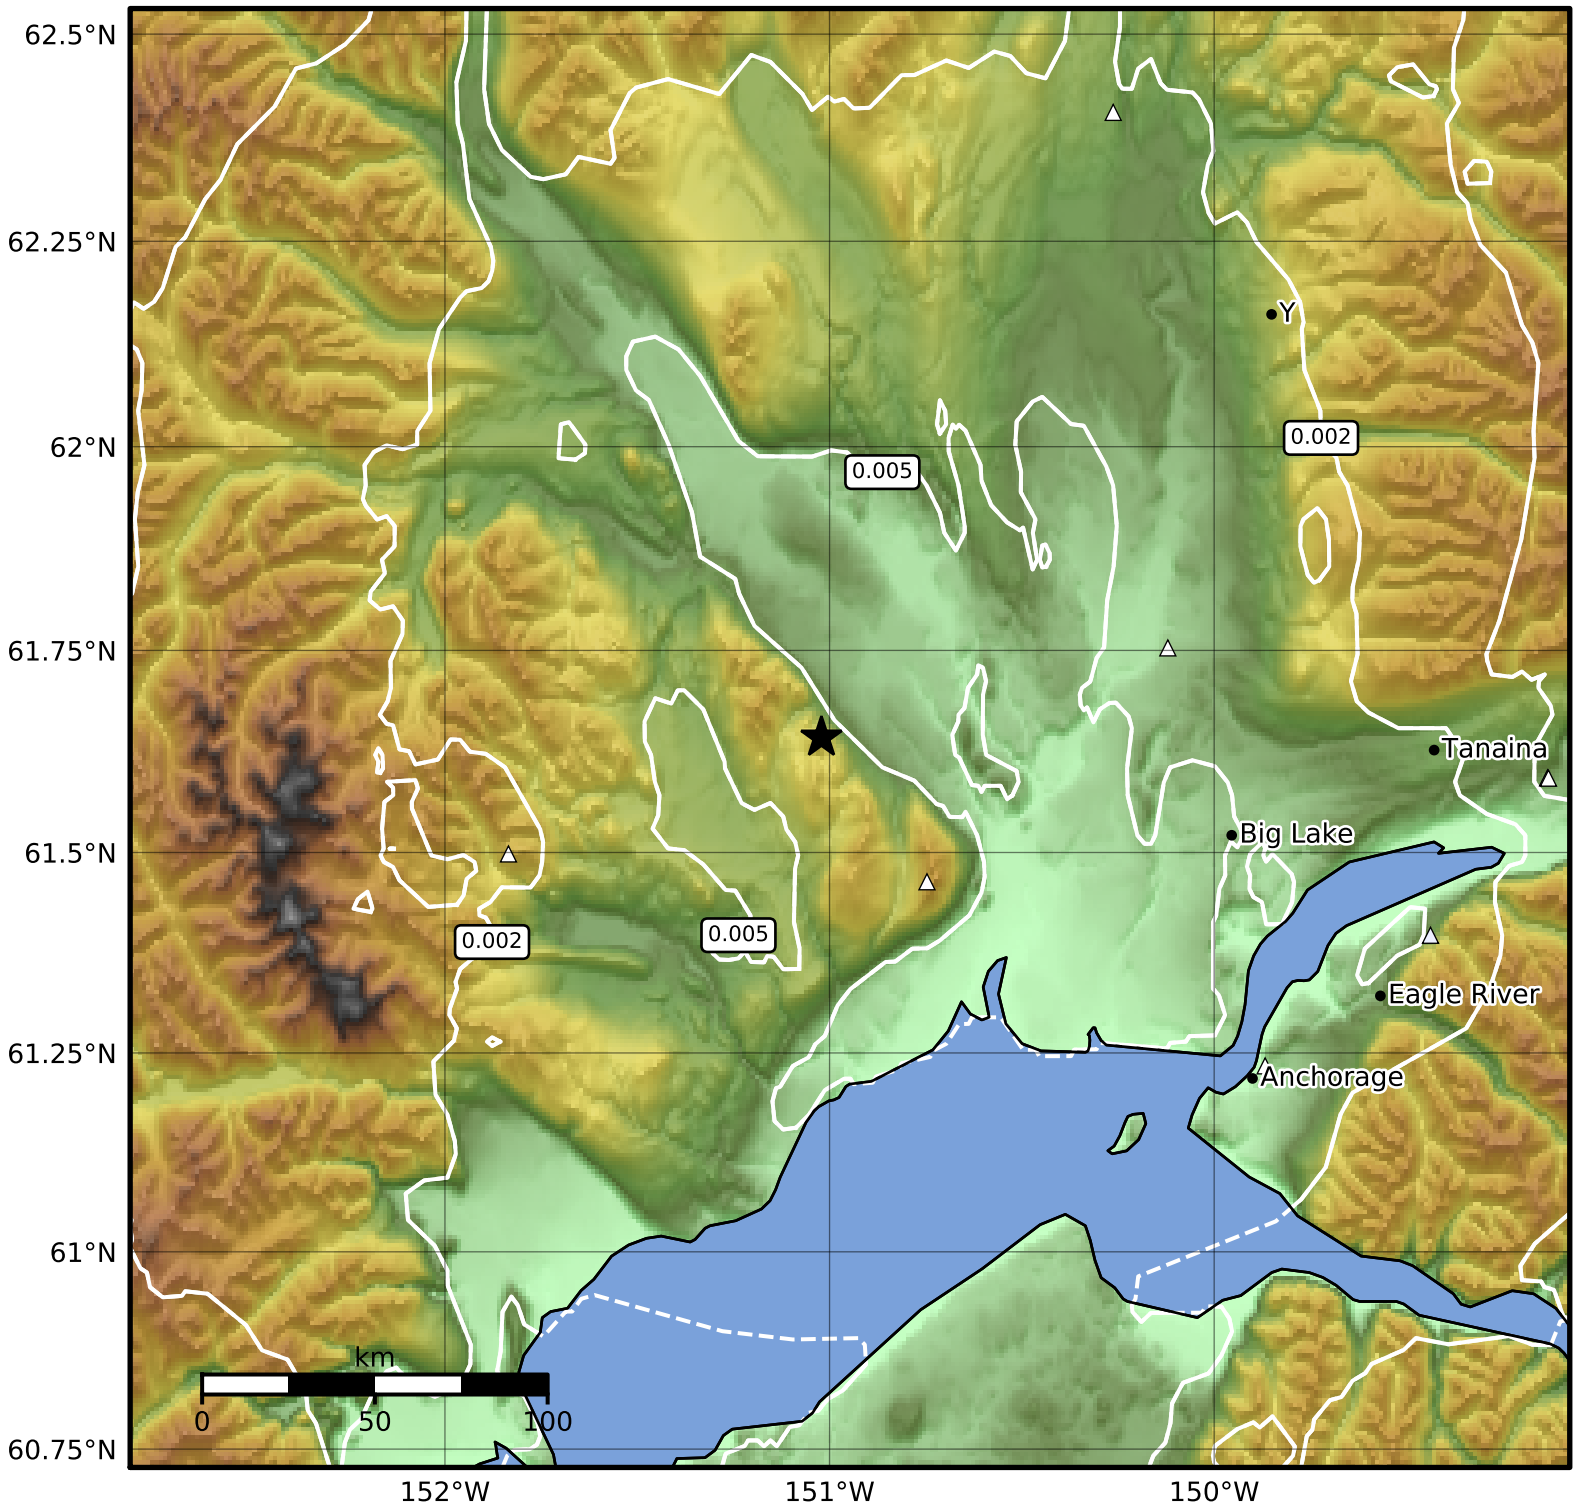 62.5°N
62.25°N
Y
62°N
0.002
0.005
61.75°N
Tanaina
Big Lake
61.5°N
0.002
0.005
Eagle River
61.25°N
Anchorage
61°N
km
0 50 100
60.75°N
152°W 151°W 150°W